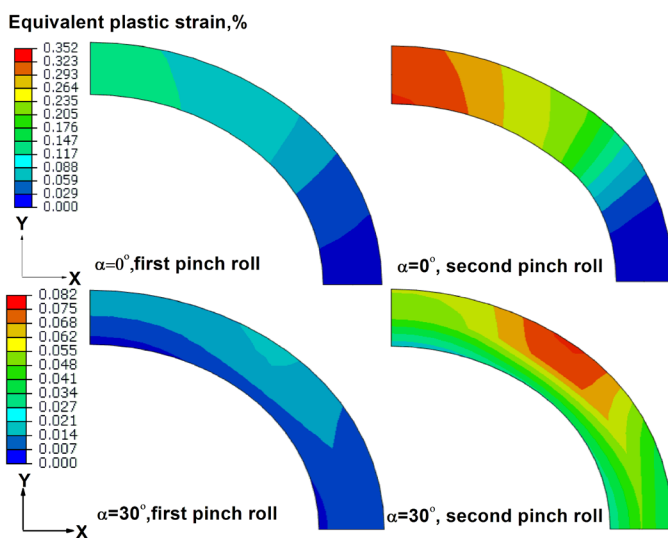 Equivalent plastic strain,%
0.352
0.323
0.293
0.264
0.235
0.205
0.176
0.147
0.117
0.088
0.059
0.029
0.000
Y
X
α=0°,first pinch roll
α=0°, second pinch roll
0.082
0.075
0.068
0.062
0.055
0.048
0.041
0.034
0.027
0.021
0.014
0.007
0.000
Y
X
α=30°,first pinch roll
α=30°, second pinch roll